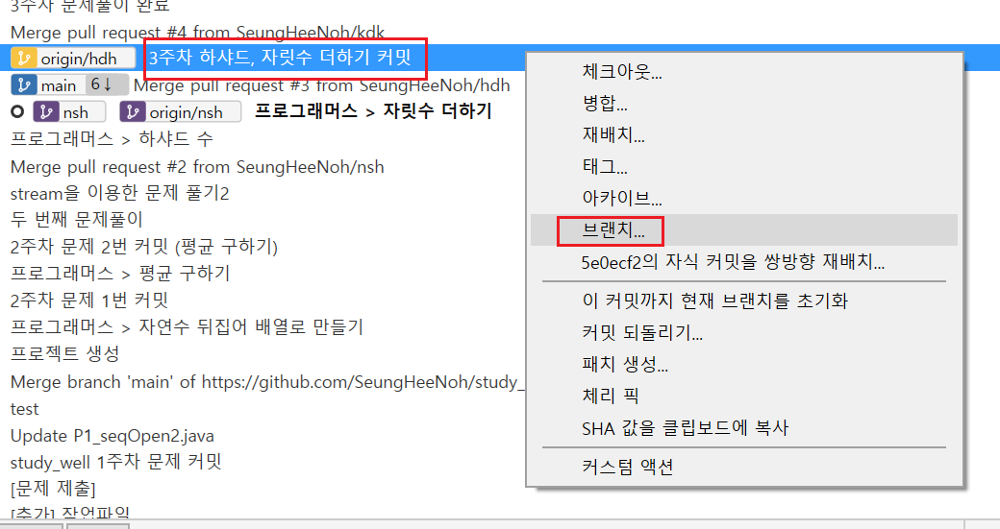 3주차 문제풀이 완료
Merge pull request #4 from SeungHeeNoh/kdk
origin/hdh 3주차 하샤드, 자릿수 더하기 커밋
main 6↓ Merge pull request #3 from SeungHeeNoh/hdh
nsh origin/nsh 프로그래머스 > 자릿수 더하기
프로그래머스 > 하샤드 수
Merge pull request #2 from SeungHeeNoh/nsh
stream을 이용한 문제 풀기2
두 번째 문제풀이
2주차 문제 2번 커밋 (평균 구하기)
프로그래머스 > 평균 구하기
2주차 문제 1번 커밋
프로그래머스 > 자연수 뒤집어 배열로 만들기
프로젝트 생성
Merge branch 'main' of https://github.com/SeungHeeNoh/study_
test
Update P1_seqOpen2.java
study_well 1주차 문제 커밋
[문제 제출]
[추가] 작업파일
체크아웃...
병합...
재배치...
태그...
아카이브...
브랜치...
5e0ecf2의 자식 커밋을 쌍방향 재배치...
이 커밋까지 현재 브랜치를 초기화
커밋 되돌리기...
패치 생성...
체리 픽
SHA 값을 클립보드에 복사
커스텀 액션